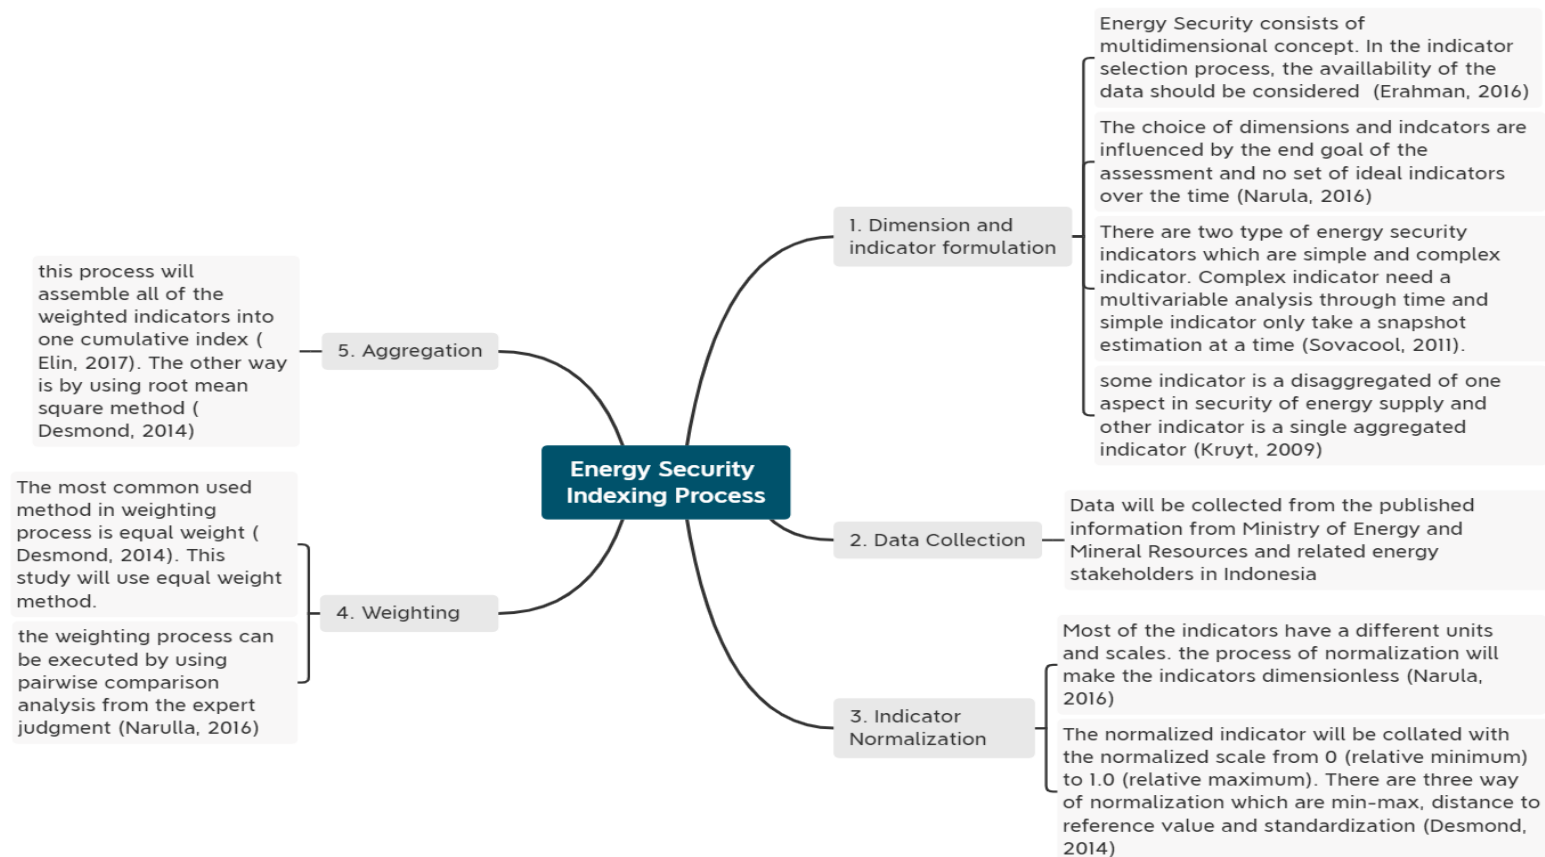 Energy Security
Indexing Process
1. Dimension and
indicator formulation
Energy Security consists of
multidimensional concept. In the indicator
selection process, the availlability of the
data should be considered  (Erahman, 2016)
The choice of dimensions and indcators are
influenced by the end goal of the
assessment and no set of ideal indicators
over the time (Narula, 2016)
There are two type of energy security
indicators which are simple and complex
indicator. Complex indicator need a
multivariable analysis through time and
simple indicator only take a snapshot
estimation at a time (Sovacool, 2011).
some indicator is a disaggregated of one
aspect in security of energy supply and
other indicator is a single aggregated
indicator (Kruyt, 2009)
2. Data Collection
Data will be collected from the published
information from Ministry of Energy and
Mineral Resources and related energy
stakeholders in Indonesia
3. Indicator
Normalization
Most of the indicators have a different units
and scales. the process of normalization will
make the indicators dimensionless (Narula,
2016)
The normalized indicator will be collated with
the normalized scale from 0 (relative minimum)
to 1.0 (relative maximum). There are three way
of normalization which are min-max, distance to
reference value and standardization (Desmond,
2014)
4. Weighting
The most common used
method in weighting
process is equal weight (
Desmond, 2014). This
study will use equal weight
method.
the weighting process can
be executed by using
pairwise comparison
analysis from the expert
judgment (Narulla, 2016)
5. Aggregation
this process will
assemble all of the
weighted indicators into
one cumulative index (
Elin, 2017). The other way
is by using root mean
square method (
Desmond, 2014)